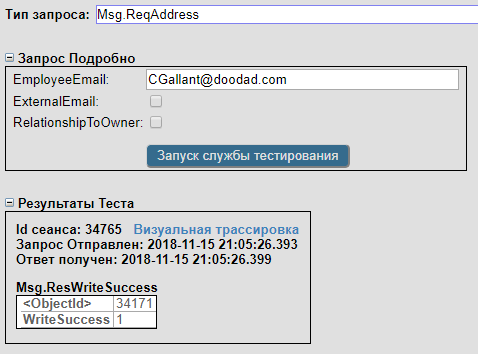 Тип запроса: Msg.ReqAddress
Запрос Подробно
EmployeeEmail: CGallant@doodad.com
ExternalEmail:
RelationshipToOwner:
Запуск службы тестирования
Результаты Теста
Id сеанса: 34765 Визуальная трассировка
Запрос Отправлен: 2018-11-15 21:05:26.393
Ответ получен: 2018-11-15 21:05:26.399
Msg.ResWriteSuccess
<ObjectId> 34171
WriteSuccess 1